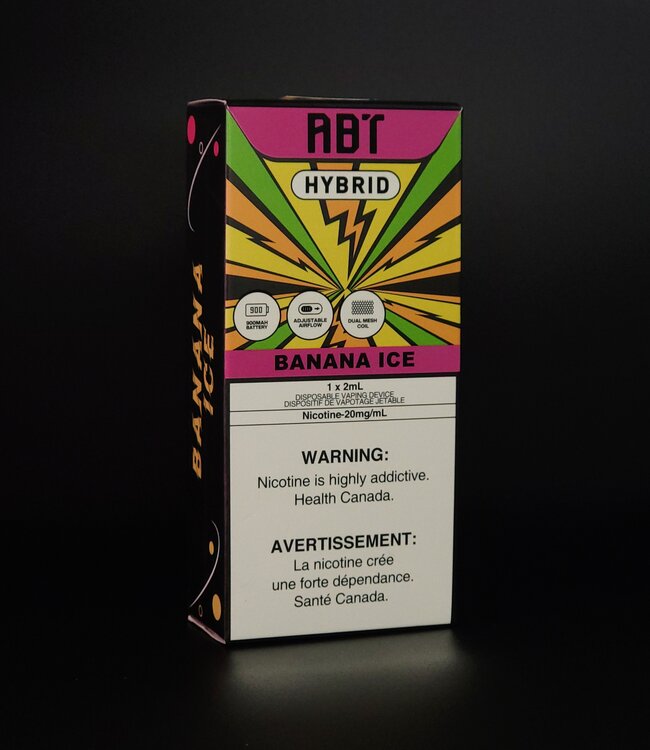 ABT
HYBRID
900
900MAH
BATTERY
ADJUSTABLE
AIRFLOW
DUAL MESH
COIL
BANANA ICE
1 x 2mL
DISPOSABLE VAPING DEVICE
DISPOSITIF DE VAPOTAGE JETABLE
Nicotine-20mg/mL
WARNING:
Nicotine is highly addictive.
Health Canada.
AVERTISSEMENT:
La nicotine crée
une forte dépendance.
Santé Canada.
BANANA
ICE